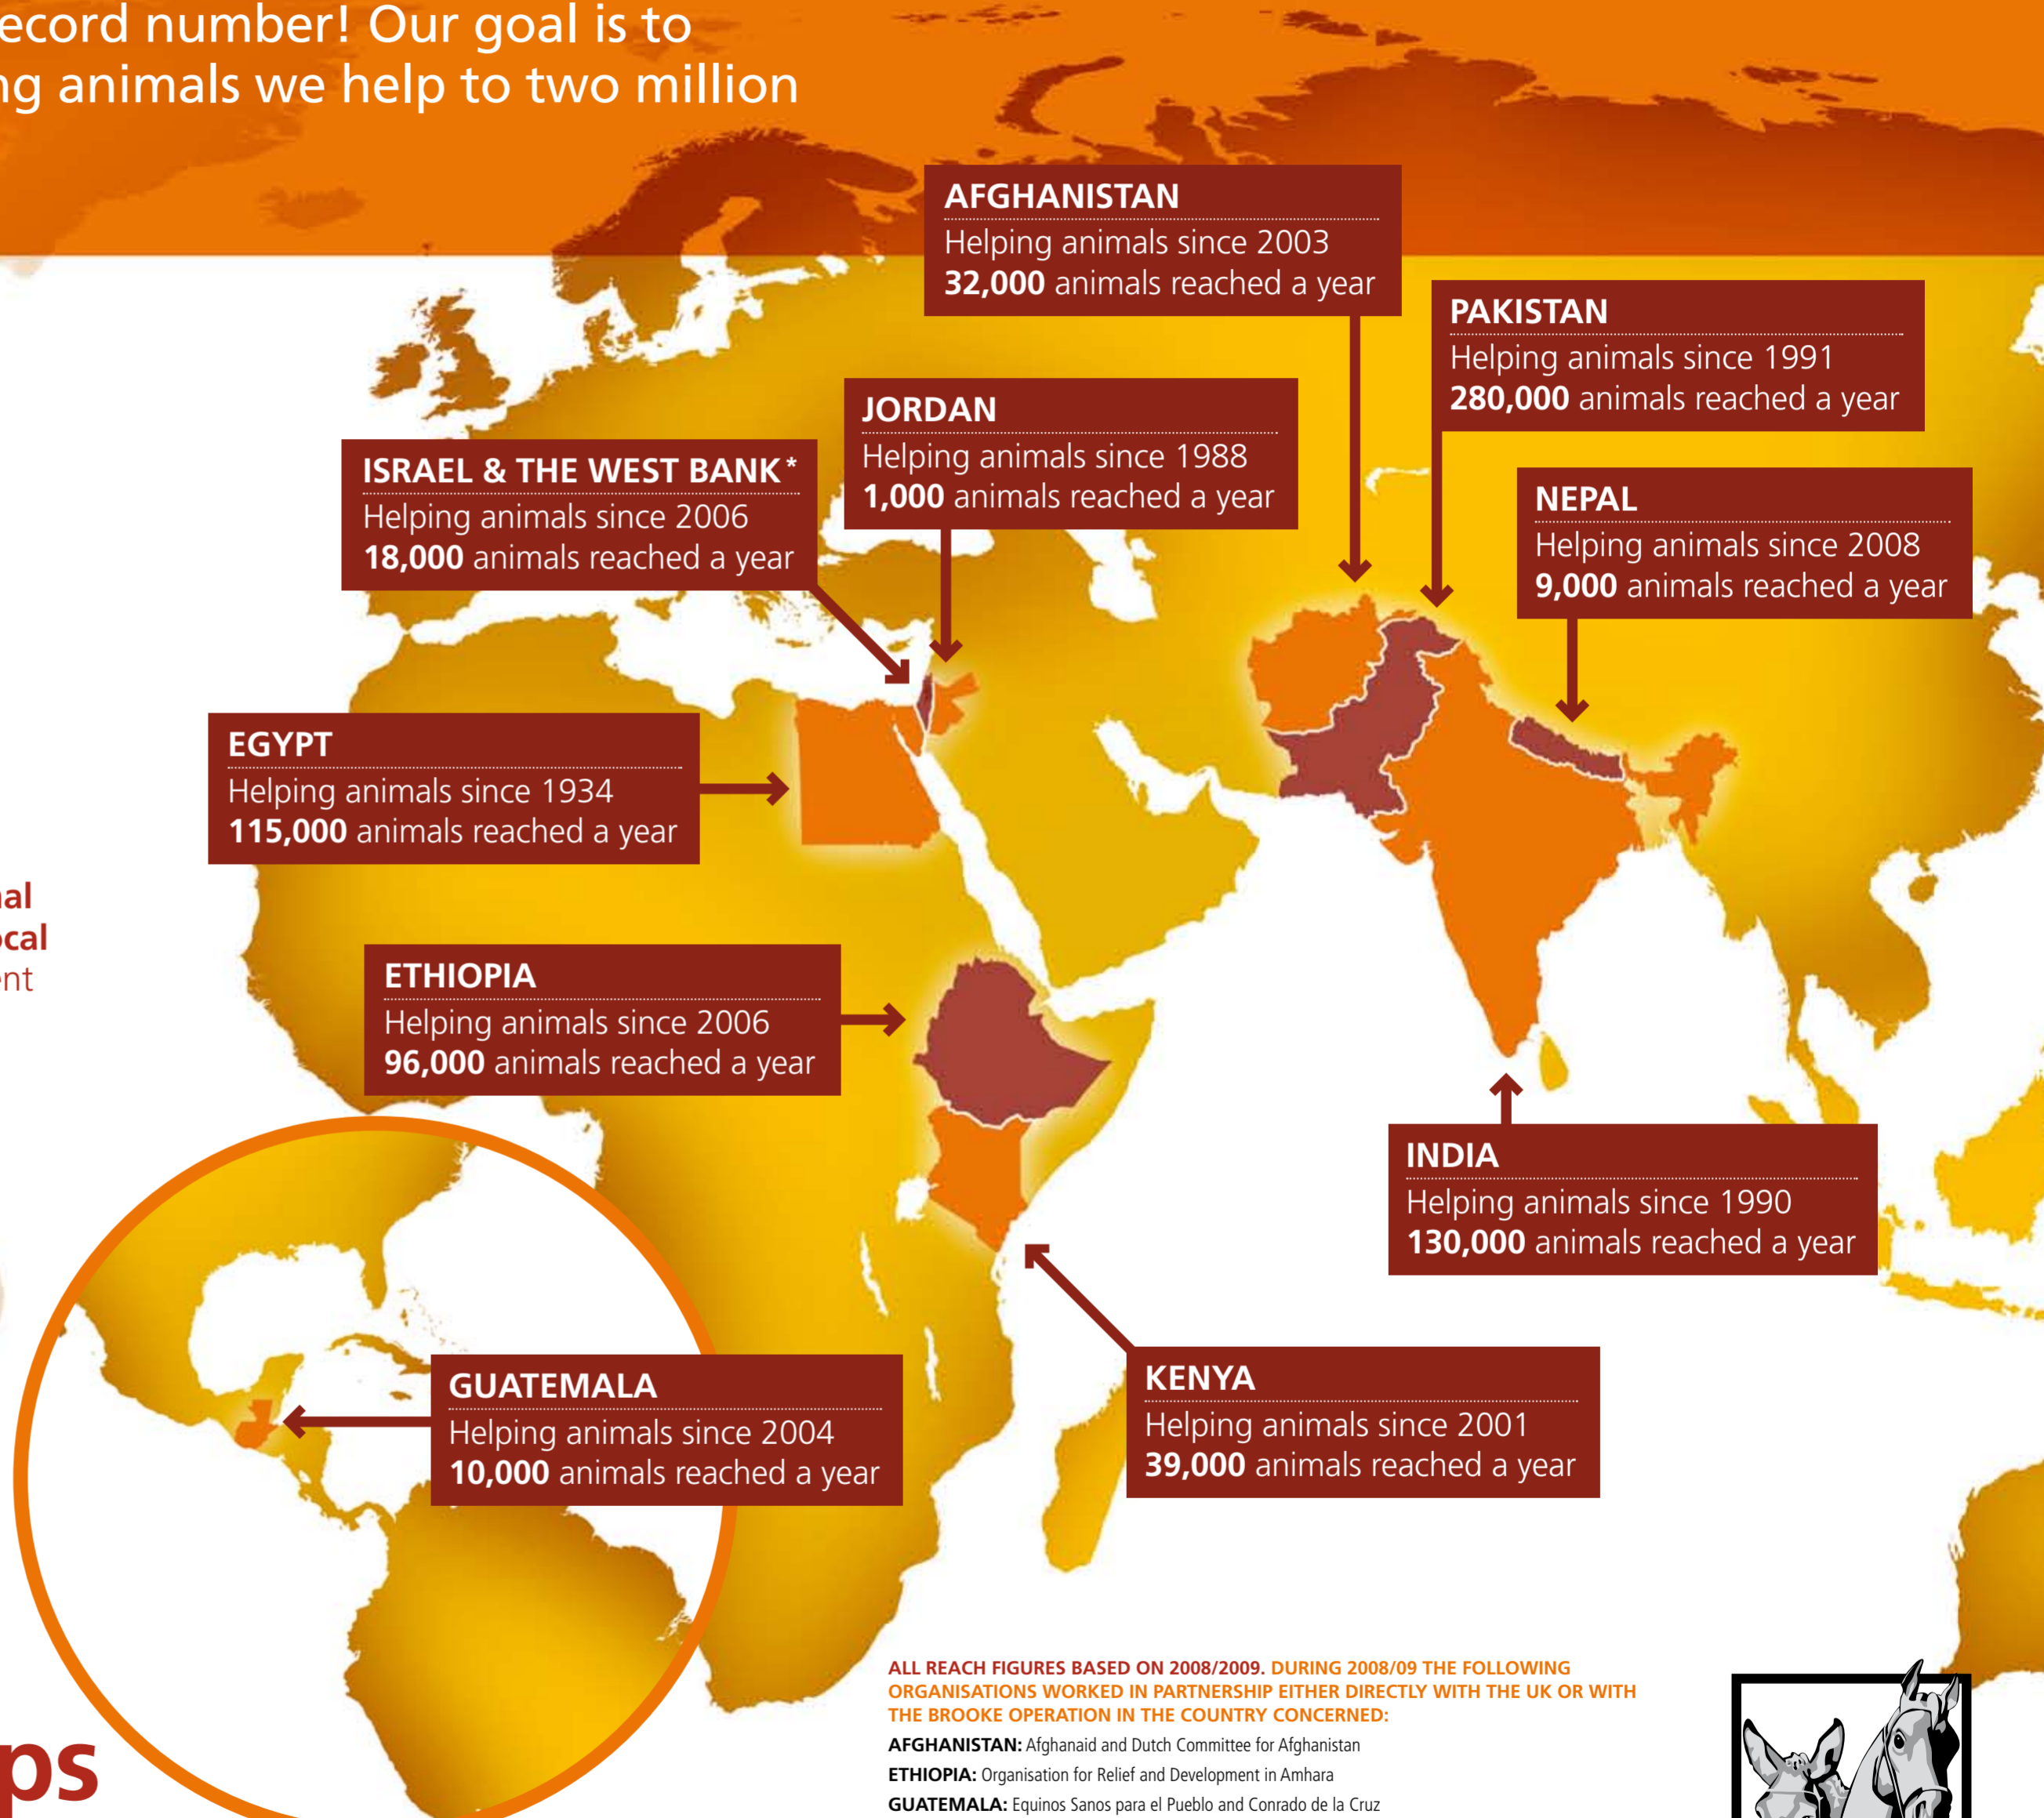 ecord number! Our goal is to
ng animals we help to two million
AFGHANISTAN
Helping animals since 2003
32,000 animals reached a year
PAKISTAN
Helping animals since 1991
280,000 animals reached a year
JORDAN
Helping animals since 1988
1,000 animals reached a year
ISRAEL & THE WEST BANK*
Helping animals since 2006
18,000 animals reached a year
NEPAL
Helping animals since 2008
9,000 animals reached a year
EGYPT
Helping animals since 1934
115,000 animals reached a year
al
ocal
ent
ETHIOPIA
Helping animals since 2006
96,000 animals reached a year
INDIA
Helping animals since 1990
130,000 animals reached a year
GUATEMALA
Helping animals since 2004
10,000 animals reached a year
KENYA
Helping animals since 2001
39,000 animals reached a year
ALL REACH FIGURES BASED ON 2008/2009. DURING 2008/09 THE FOLLOWING
ORGANISATIONS WORKED IN PARTNERSHIP EITHER DIRECTLY WITH THE UK OR WITH
THE BROOKE OPERATION IN THE COUNTRY CONCERNED:
AFGHANISTAN: Afghanaid and Dutch Committee for Afghanistan
ETHIOPIA: Organisation for Relief and Development in Amhara
GUATEMALA: Equinos Sanos para el Pueblo and Conrado de la Cruz
ps